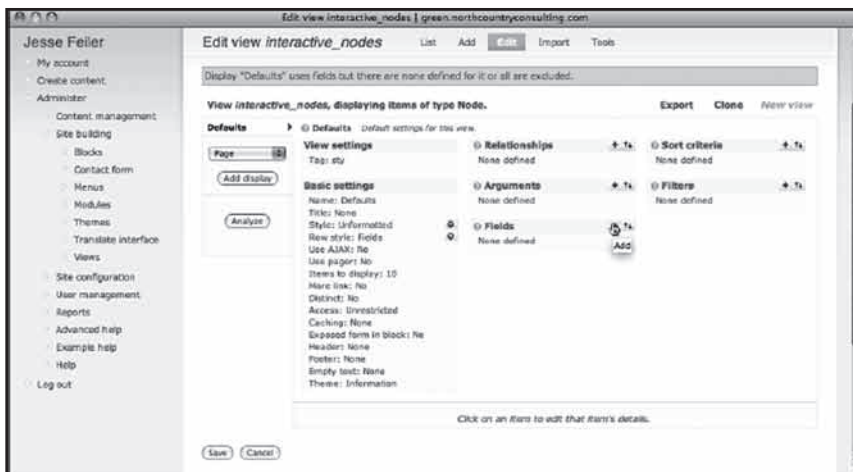 Edit view interactive_nodes | green.northcountryconsulting.com
Jesse Feiler
My account
Create content
Administer
Content management
Site building
Blocks
Contact form
Menus
Modules
Themes
Translate interface
Views
Site configuration
User management
Reports
Advanced help
Example help
Help
Log out
Edit view interactive_nodes
List Add Edit Import Tools
Display "Defaults" uses fields but there are none defined for it or all are excluded.
View interactive_nodes, displaying items of type Node.
Export Clone New view
Defaults
Page
Add display
Analyze
Defaults Default settings for this view.
View settings
Tag: sty
Basic settings
Name: Defaults
Title: None
Style: Unformatted
Row style: Fields
Use AJAX: No
Use pager: No
Items to display: 10
More link: No
Distinct: No
Access: Unrestricted
Caching: None
Exposed form in block: No
Header: None
Footer: None
Empty text: None
Theme: Information
Relationships
None defined
Arguments
None defined
Fields
None defined
Add
Sort criteria
None defined
Filters
None defined
Click on an item to edit that item's details.
Save Cancel